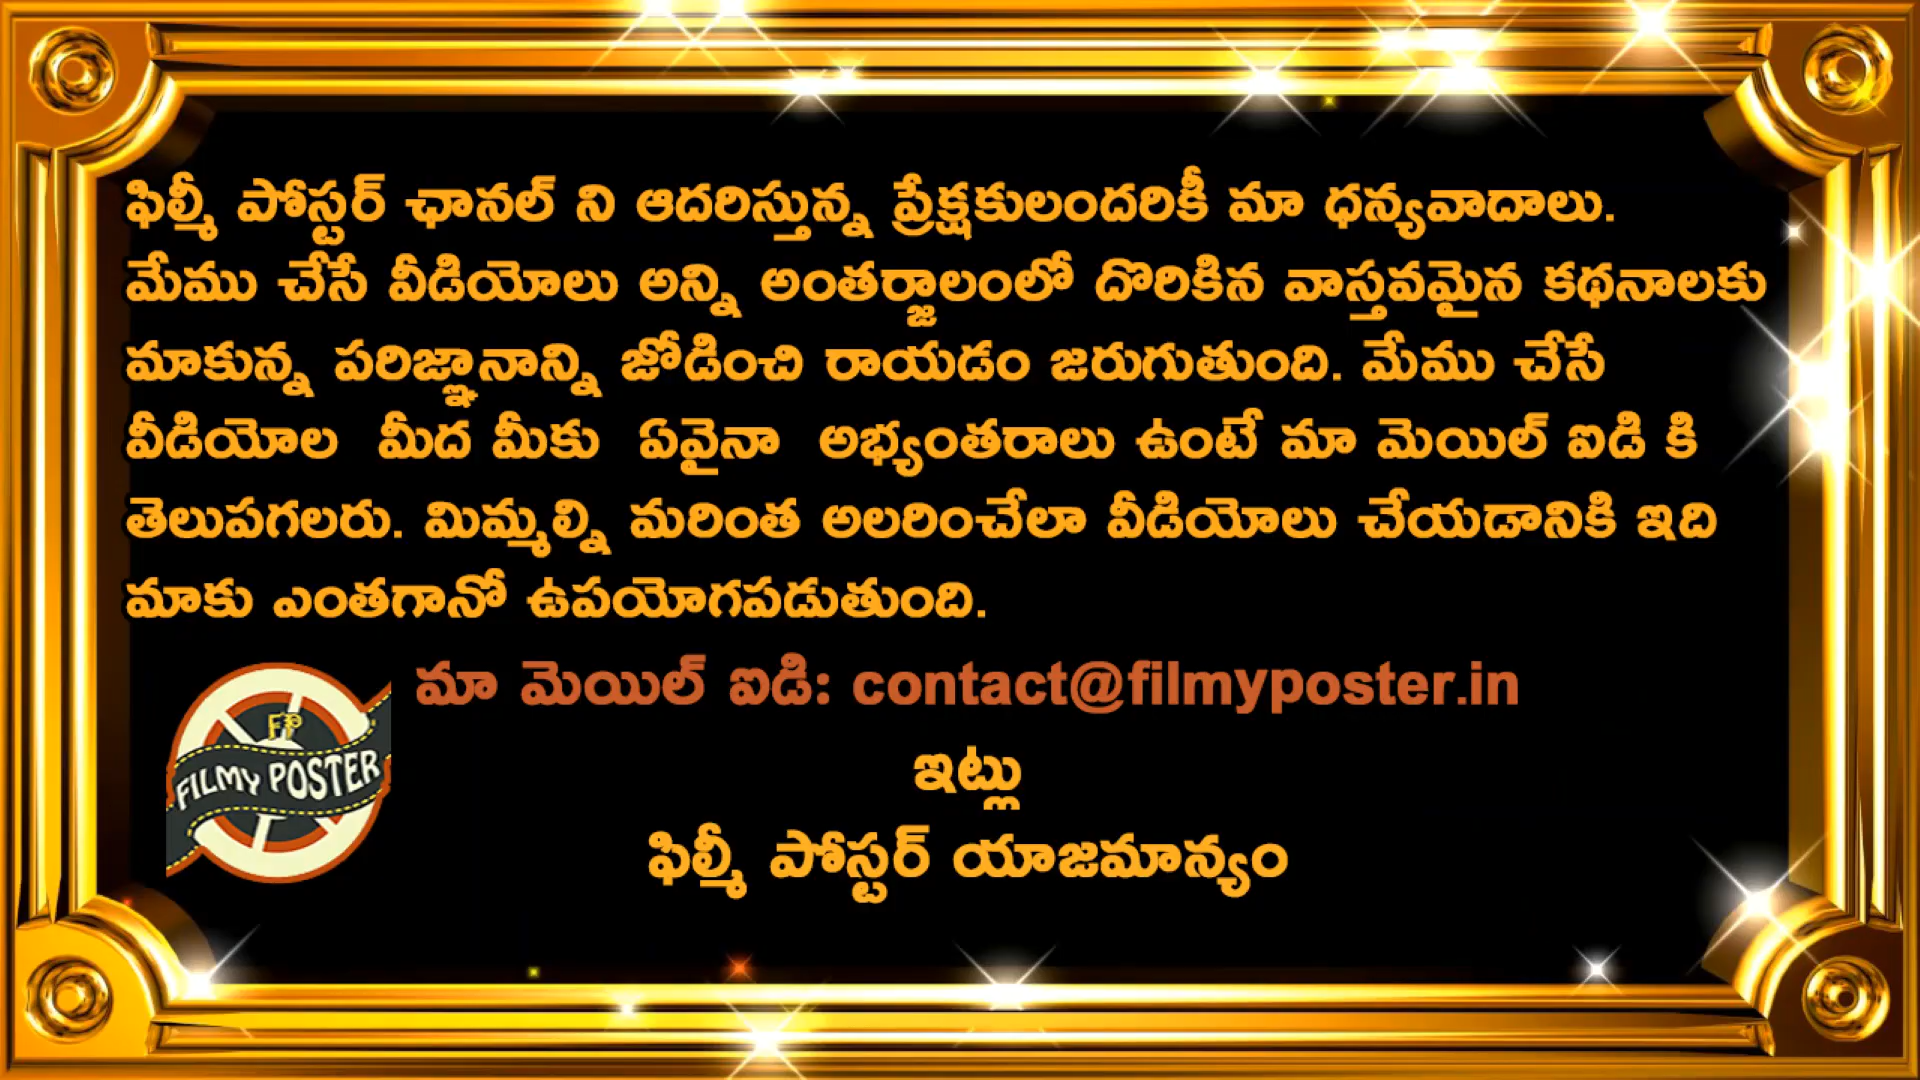 ఫిల్మీ పోస్టర్ ఛానల్ ని ఆదరిస్తున్న ప్రేక్షకులందరికీ మా ధన్యవాదాలు.
మేము చేసే వీడియోలు అన్ని అంతర్జాలంలో దొరికిన వాస్తవమైన కథనాలకు
మాకున్న పరిజ్ఞానాన్ని జోడించి రాయడం జరుగుతుంది. మేము చేసే
వీడియోల మీద మీకు ఏవైనా అభ్యంతరాలు ఉంటే మా మెయిల్ ఐడి కి
తెలుపగలరు. మిమ్మల్ని మరింత అలరించేలా వీడియోలు చేయడానికి ఇది
మాకు ఎంతగానో ఉపయోగపడుతుంది.
మా మెయిల్ ఐడి: contact@filmyposter.in
FP
FILMY POSTER
ఇట్లు
ఫిల్మీ పోస్టర్ యాజమాన్యం